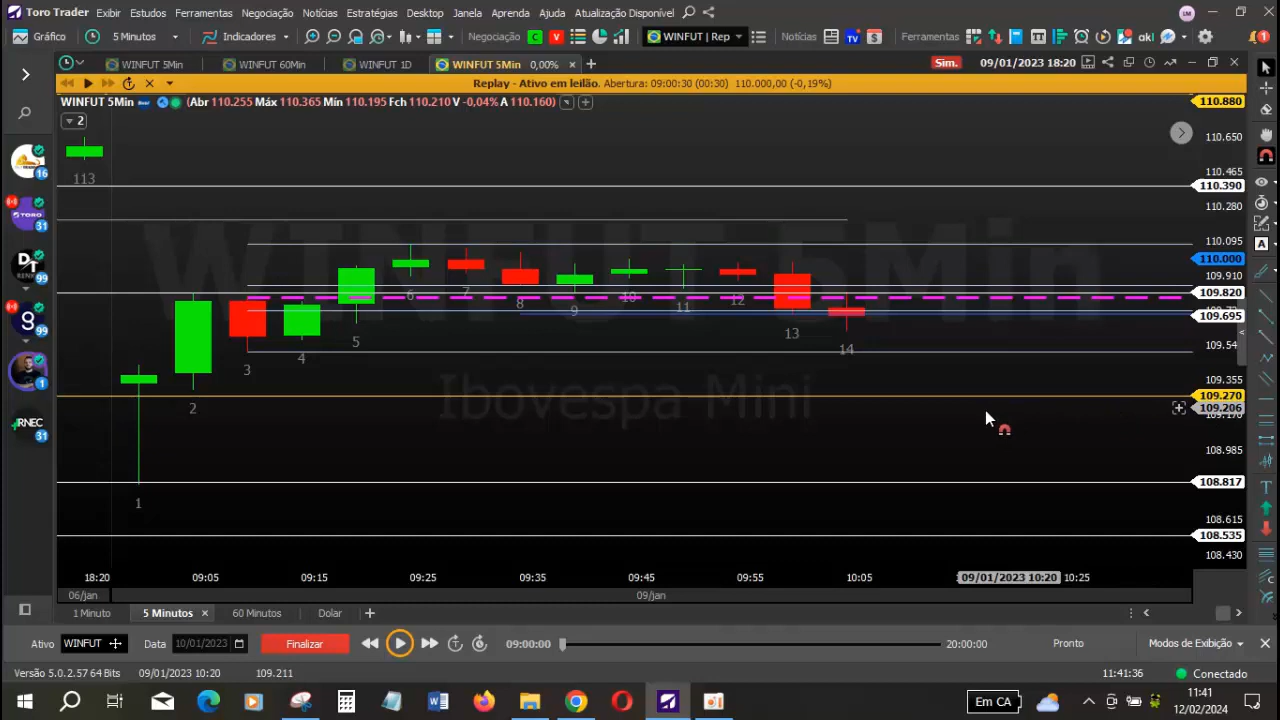 Toro Trader Exibir Estudos Ferramentas Negociação Notícias Estratégias Desktop Janela Aprenda Ajuda Atualização Disponível LM
Gráfico 5 Minutos Indicadores Negociação C V WINFUT | Rep Notícias TV $ Ferramentas akl 1
WINFUT 5Min WINFUT 60Min WINFUT 1D WINFUT 5Min 0,00% Sim. 09/01/2023 18:20
Replay - Ativo em leilão. Abertura: 09:00:30 (00:30) 110.000,00 (-0,19%)
WINFUT 5Min (Abr 110.255 Máx 110.365 Mín 110.195 Fch 110.210 V -0,04% A 110.160)
2
110.880
110.650
110.465
110.390
110.280
110.095
110.000
109.910
109.820
109.695
109.54
109.355
109.270
109.206
109.170
108.985
108.817
108.615
108.535
108.430
WINFUT 5Min
Ibovespa Mini
113
1
2
3
4
5
6
7
8
9
10
11
12
13
14
16
TORO
31
DT
99
99
1
RNEC
31
A
T
18:20 09:05 09:15 09:25 09:35 09:45 09:55 10:05 09/01/2023 10:20 10:25
06/jan 09/jan
1 Minuto 5 Minutos 60 Minutos Dolar
Ativo WINFUT Data 10/01/2023 Finalizar 09:00:00 20:00:00 Pronto Modos de Exibição
Versão 5.0.2.57 64 Bits 09/01/2023 10:20 109.211 11:41:36 Conectado
Em CA 11:41
12/02/2024